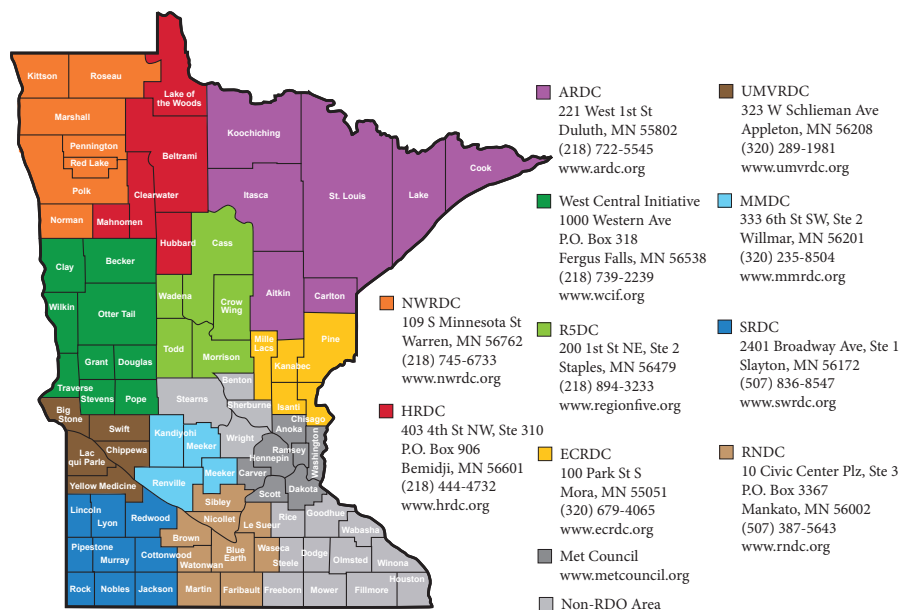 Kittson
Roseau
Lake of
the Woods
Marshall
Koochiching
Pennington
Red Lake
Beltrami
Cook
Polk
Clearwater
Itasca
St. Louis
Lake
Norman
Mahnomen
Hubbard
Cass
Clay
Becker
Wadena
Crow
Wing
Aitkin
Carlton
Wilkin
Otter Tail
Todd
Morrison
Mille
Lacs
Kanabec
Pine
Grant
Douglas
Traverse
Stevens
Pope
Stearns
Benton
Sherburne
Isanti
Chisago
Big
Stone
Swift
Kandiyohi
Meeker
Wright
Anoka
Ramsey
Hennepin
Washington
Lac
qui Parle
Chippewa
Renville
Meeker
Carver
Scott
Dakota
Yellow Medicine
Sibley
Lincoln
Lyon
Redwood
Nicollet
Le Sueur
Rice
Goodhue
Wabasha
Brown
Pipestone
Murray
Cottonwood
Watonwan
Blue
Earth
Waseca
Steele
Dodge
Olmsted
Winona
Rock
Nobles
Jackson
Martin
Faribault
Freeborn
Mower
Fillmore
Houston
NWRDC
109 S Minnesota St
Warren, MN 56762
(218) 745-6733
www.nwrdc.org
HRDC
403 4th St NW, Ste 310
P.O. Box 906
Bemidji, MN 56601
(218) 444-4732
www.hrdc.org
ARDC
221 West 1st St
Duluth, MN 55802
(218) 722-5545
www.ardc.org
West Central Initiative
1000 Western Ave
P.O. Box 318
Fergus Falls, MN 56538
(218) 739-2239
www.wcif.org
R5DC
200 1st St NE, Ste 2
Staples, MN 56479
(218) 894-3233
www.regionfive.org
ECRDC
100 Park St S
Mora, MN 55051
(320) 679-4065
www.ecrdc.org
Met Council
www.metcouncil.org
Non-RDO Area
UMVRDC
323 W Schlieman Ave
Appleton, MN 56208
(320) 289-1981
www.umvrdc.org
MMDC
333 6th St SW, Ste 2
Willmar, MN 56201
(320) 235-8504
www.mmrdc.org
SRDC
2401 Broadway Ave, Ste 1
Slayton, MN 56172
(507) 836-8547
www.swrdc.org
RNDC
10 Civic Center Plz, Ste 3
P.O. Box 3367
Mankato, MN 56002
(507) 387-5643
www.rndc.org